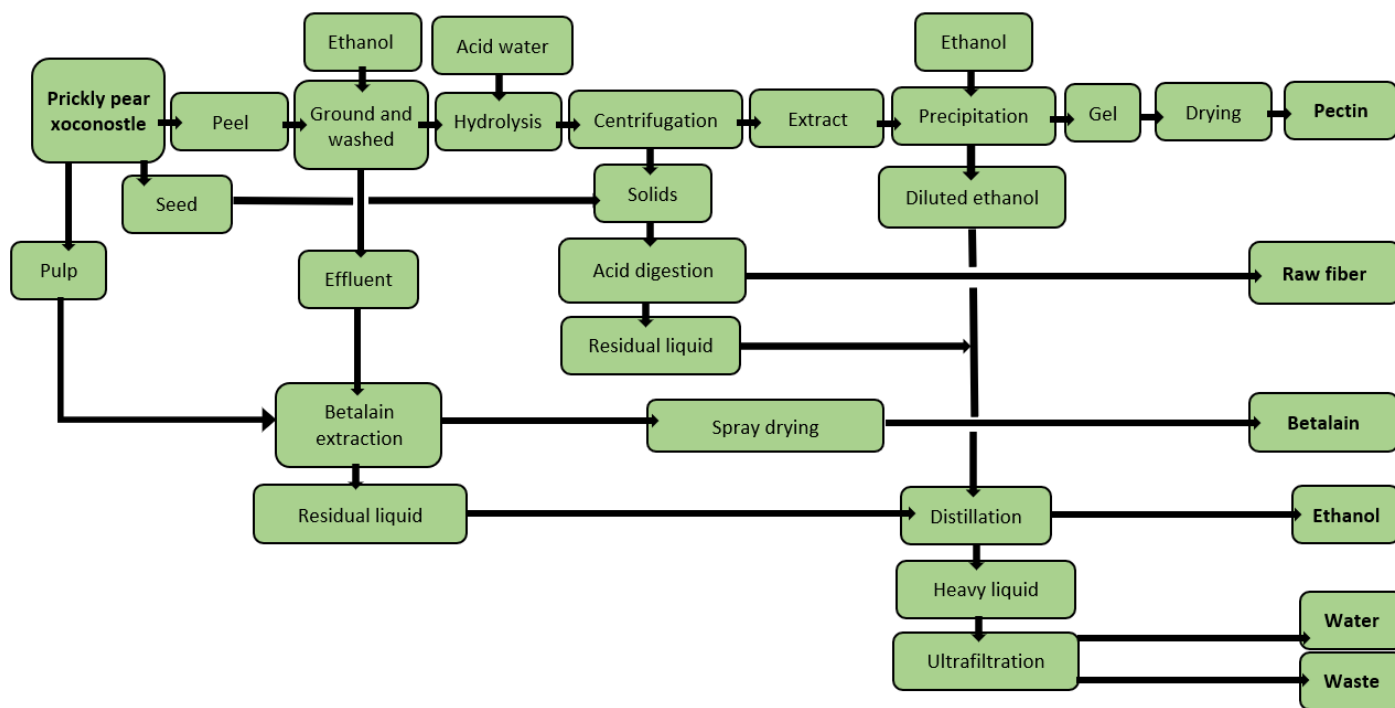 Ethanol
Acid water
Ethanol
Prickly pear
xoconostle
Peel
Ground and
washed
Hydrolysis
Centrifugation
Extract
Precipitation
Gel
Drying
Pectin
Seed
Solids
Diluted ethanol
Pulp
Effluent
Acid digestion
Raw fiber
Residual liquid
Betalain
extraction
Spray drying
Betalain
Residual liquid
Distillation
Ethanol
Heavy liquid
Water
Ultrafiltration
Waste